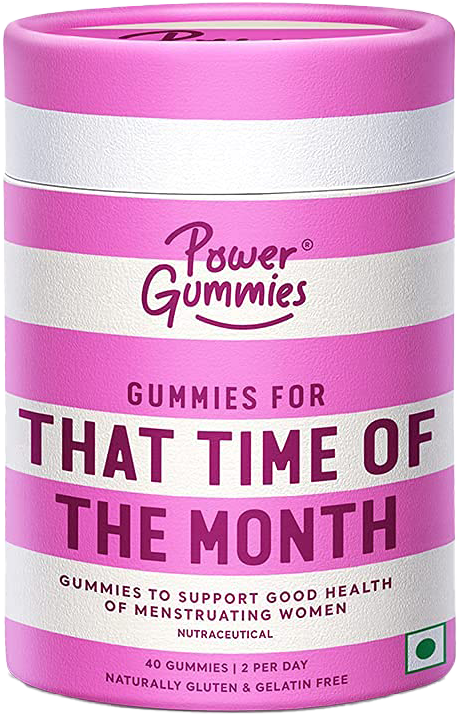 Power®
Gummies
GUMMIES FOR
THAT TIME OF
THE MONTH
GUMMIES TO SUPPORT GOOD HEALTH
OF MENSTRUATING WOMEN
NUTRACEUTICAL
40 GUMMIES | 2 PER DAY
NATURALLY GLUTEN & GELATIN FREE